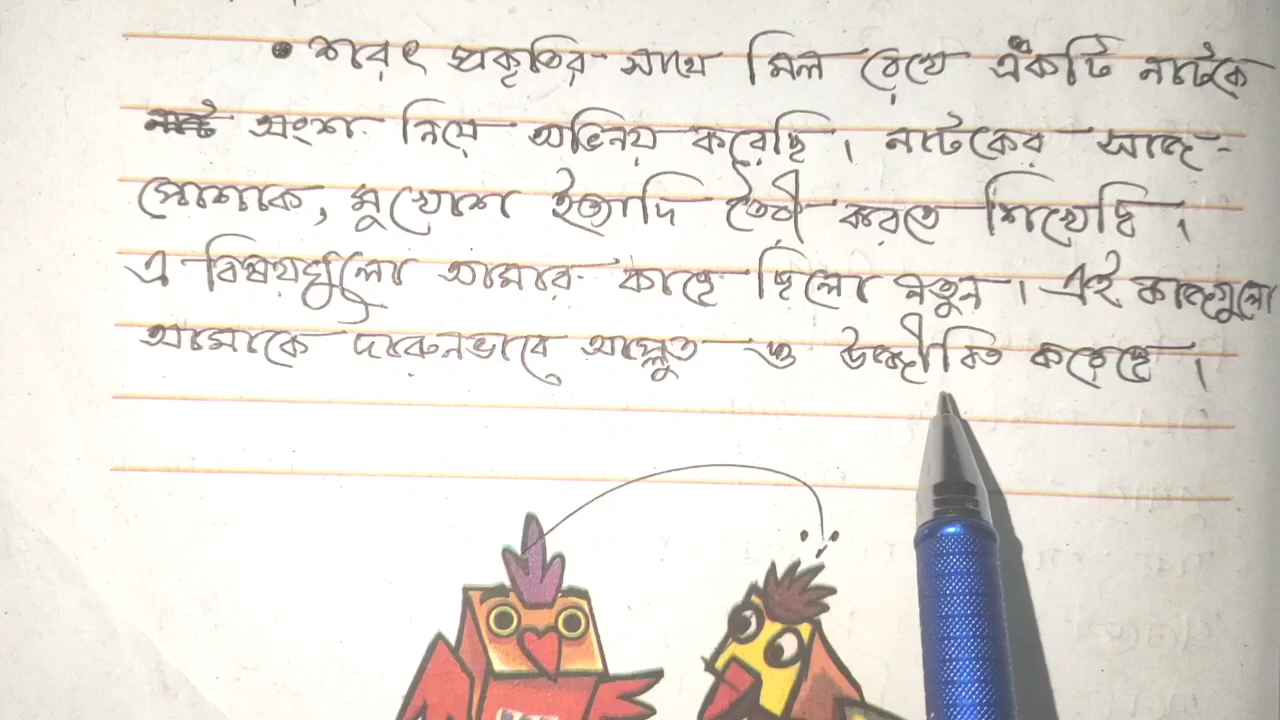 • শরৎ প্রকৃতির সাথে মিল রেখে একটি নাটকে
অংশ নিয়ে অভিনয় করেছি। নাটকের সাজ-
পোশাক, মুখোশ ইত্যাদি তৈরী করতে শিখেছি।
এ বিষয়গুলো আমার কাছে ছিলো নতুন। এই কাজগুলো
আমাকে দারুনভাবে আপ্লুত ও উজ্জীবিত করেছে।